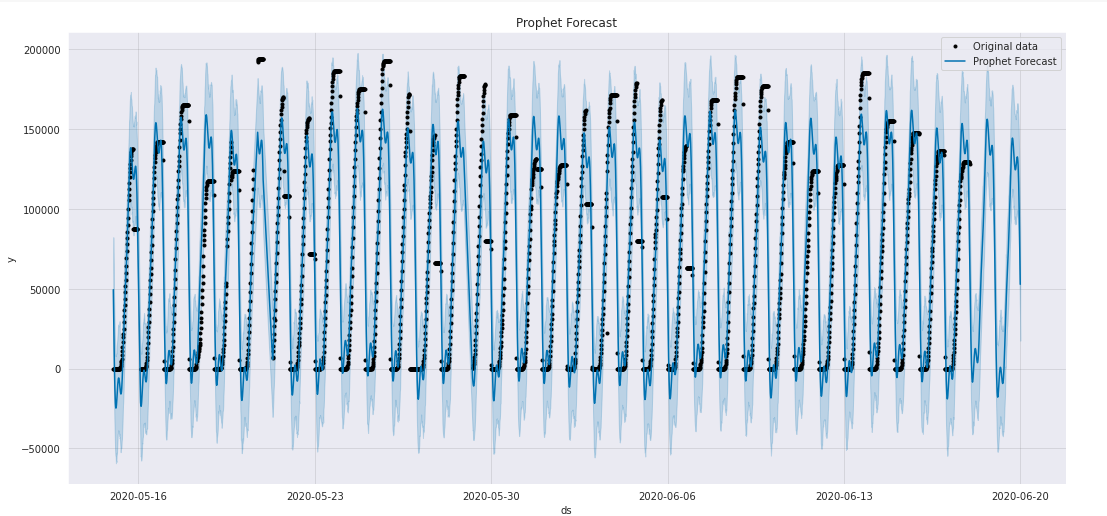 Prophet Forecast
Original data
Prophet Forecast
200000
150000
100000
50000
0
−50000
y
2020-05-16
2020-05-23
2020-05-30
2020-06-06
2020-06-13
2020-06-20
ds